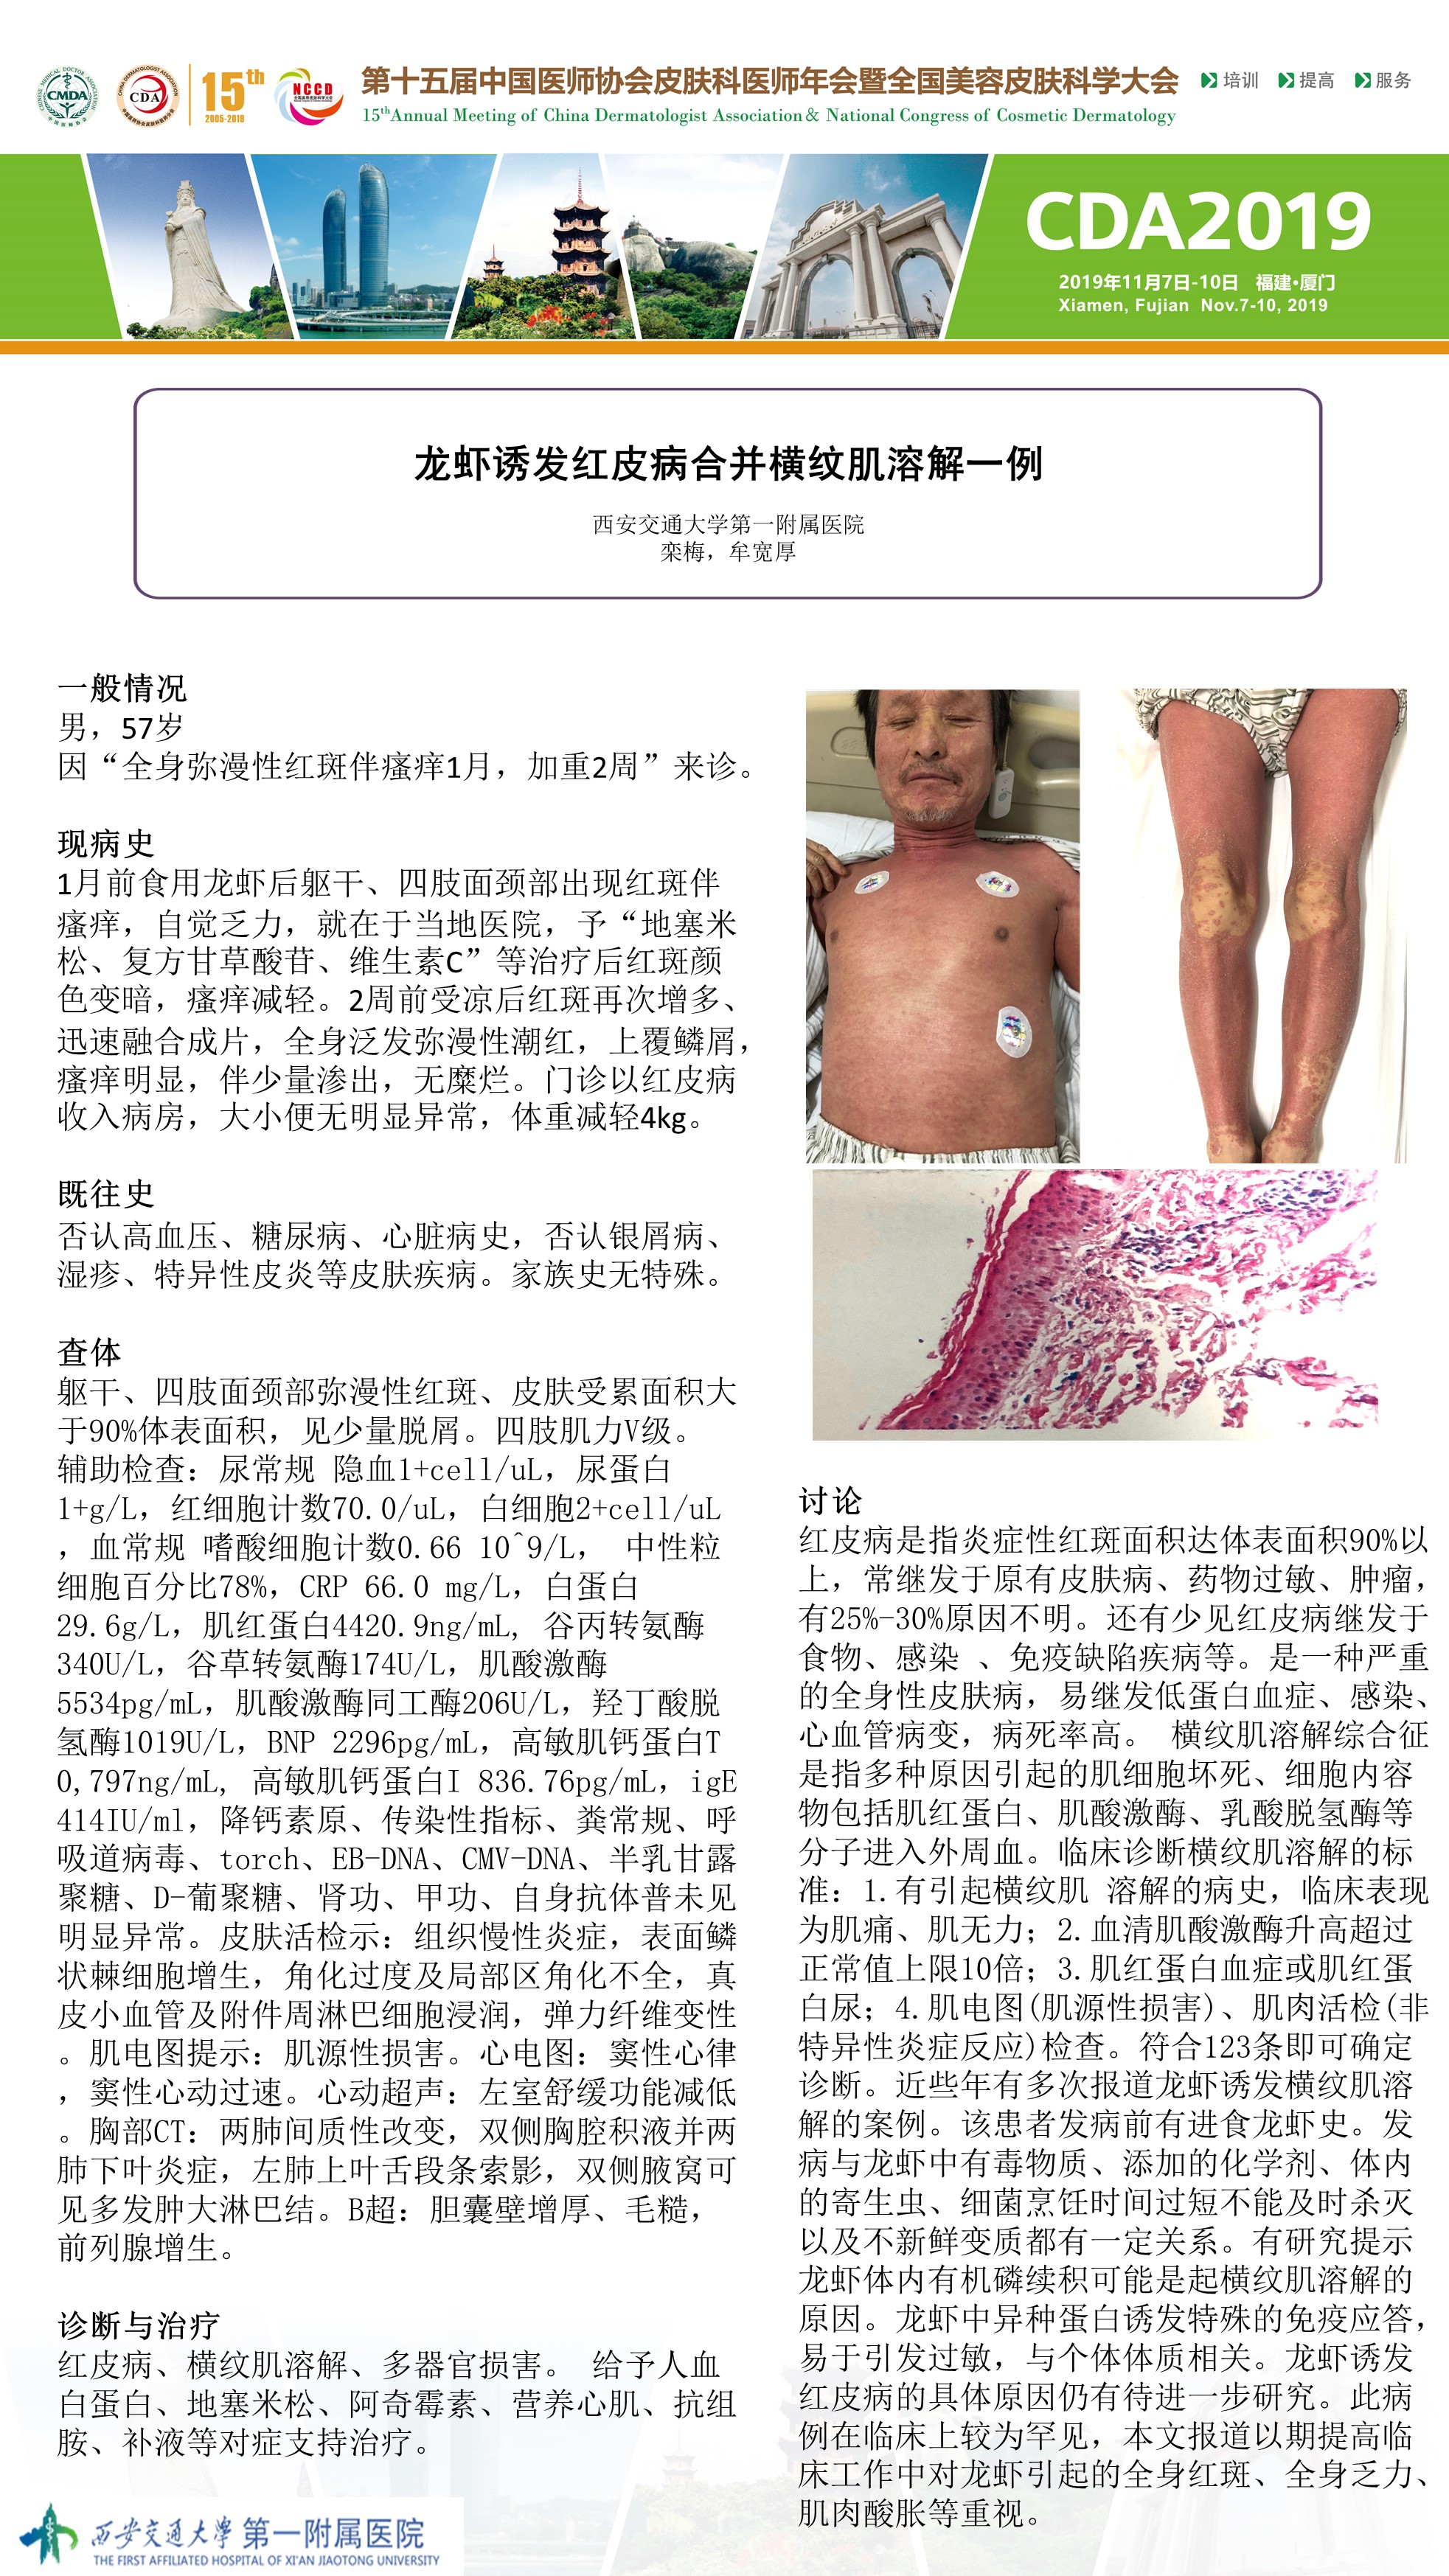 CMDA
CDA
15th
2005-2019
NCCD
第十五届中国医师协会皮肤科医师年会暨全国美容皮肤科学大会
15thAnnual Meeting of China Dermatologist Association& National Congress of Cosmetic Dermatology
培训 提高 服务
CDA2019
2019年11月7日-10日 福建·厦门
Xiamen, Fujian Nov.7-10, 2019
龙虾诱发红皮病合并横纹肌溶解一例
西安交通大学第一附属医院
栾梅，牟宽厚
一般情况
男，57岁
因“全身弥漫性红斑伴瘙痒1月，加重2周”来诊。
现病史
1月前食用龙虾后躯干、四肢面颈部出现红斑伴
瘙痒，自觉乏力，就在于当地医院，予“地塞米
松、复方甘草酸苷、维生素C”等治疗后红斑颜
色变暗，瘙痒减轻。2周前受凉后红斑再次增多、
迅速融合成片，全身泛发弥漫性潮红，上覆鳞屑，
瘙痒明显，伴少量渗出，无糜烂。门诊以红皮病
收入病房，大小便无明显异常，体重减轻4kg。
既往史
否认高血压、糖尿病、心脏病史，否认银屑病、
湿疹、特异性皮炎等皮肤疾病。家族史无特殊。
查体
躯干、四肢面颈部弥漫性红斑、皮肤受累面积大
于90%体表面积，见少量脱屑。四肢肌力V级。
辅助检查：尿常规 隐血1+cell/uL，尿蛋白
1+g/L，红细胞计数70.0/uL，白细胞2+cell/uL
，血常规 嗜酸细胞计数0.66 10^9/L， 中性粒
细胞百分比78%，CRP 66.0 mg/L，白蛋白
29.6g/L，肌红蛋白4420.9ng/mL, 谷丙转氨酶
340U/L，谷草转氨酶174U/L，肌酸激酶
5534pg/mL，肌酸激酶同工酶206U/L，羟丁酸脱
氢酶1019U/L，BNP 2296pg/mL，高敏肌钙蛋白T
0,797ng/mL, 高敏肌钙蛋白I 836.76pg/mL，igE
414IU/ml，降钙素原、传染性指标、粪常规、呼
吸道病毒、torch、EB-DNA、CMV-DNA、半乳甘露
聚糖、D-葡聚糖、肾功、甲功、自身抗体普未见
明显异常。皮肤活检示：组织慢性炎症，表面鳞
状棘细胞增生，角化过度及局部区角化不全，真
皮小血管及附件周淋巴细胞浸润，弹力纤维变性
。肌电图提示：肌源性损害。心电图：窦性心律
，窦性心动过速。心动超声：左室舒缓功能减低
。胸部CT：两肺间质性改变，双侧胸腔积液并两
肺下叶炎症，左肺上叶舌段条索影，双侧腋窝可
见多发肿大淋巴结。B超：胆囊壁增厚、毛糙，
前列腺增生。
诊断与治疗
红皮病、横纹肌溶解、多器官损害。 给予人血
白蛋白、地塞米松、阿奇霉素、营养心肌、抗组
胺、补液等对症支持治疗。
西安交通大学第一附属医院
THE FIRST AFFILIATED HOSPITAL OF XI'AN JIAOTONG UNIVERSITY
讨论
红皮病是指炎症性红斑面积达体表面积90%以
上，常继发于原有皮肤病、药物过敏、肿瘤，
有25%-30%原因不明。还有少见红皮病继发于
食物、感染 、免疫缺陷疾病等。是一种严重
的全身性皮肤病，易继发低蛋白血症、感染、
心血管病变，病死率高。 横纹肌溶解综合征
是指多种原因引起的肌细胞坏死、细胞内容
物包括肌红蛋白、肌酸激酶、乳酸脱氢酶等
分子进入外周血。临床诊断横纹肌溶解的标
准：1.有引起横纹肌 溶解的病史，临床表现
为肌痛、肌无力；2.血清肌酸激酶升高超过
正常值上限10倍；3.肌红蛋白血症或肌红蛋
白尿；4.肌电图(肌源性损害)、肌肉活检(非
特异性炎症反应)检查。符合123条即可确定
诊断。近些年有多次报道龙虾诱发横纹肌溶
解的案例。该患者发病前有进食龙虾史。发
病与龙虾中有毒物质、添加的化学剂、体内
的寄生虫、细菌烹饪时间过短不能及时杀灭
以及不新鲜变质都有一定关系。有研究提示
龙虾体内有机磷续积可能是起横纹肌溶解的
原因。龙虾中异种蛋白诱发特殊的免疫应答，
易于引发过敏，与个体体质相关。龙虾诱发
红皮病的具体原因仍有待进一步研究。此病
例在临床上较为罕见，本文报道以期提高临
床工作中对龙虾引起的全身红斑、全身乏力、
肌肉酸胀等重视。